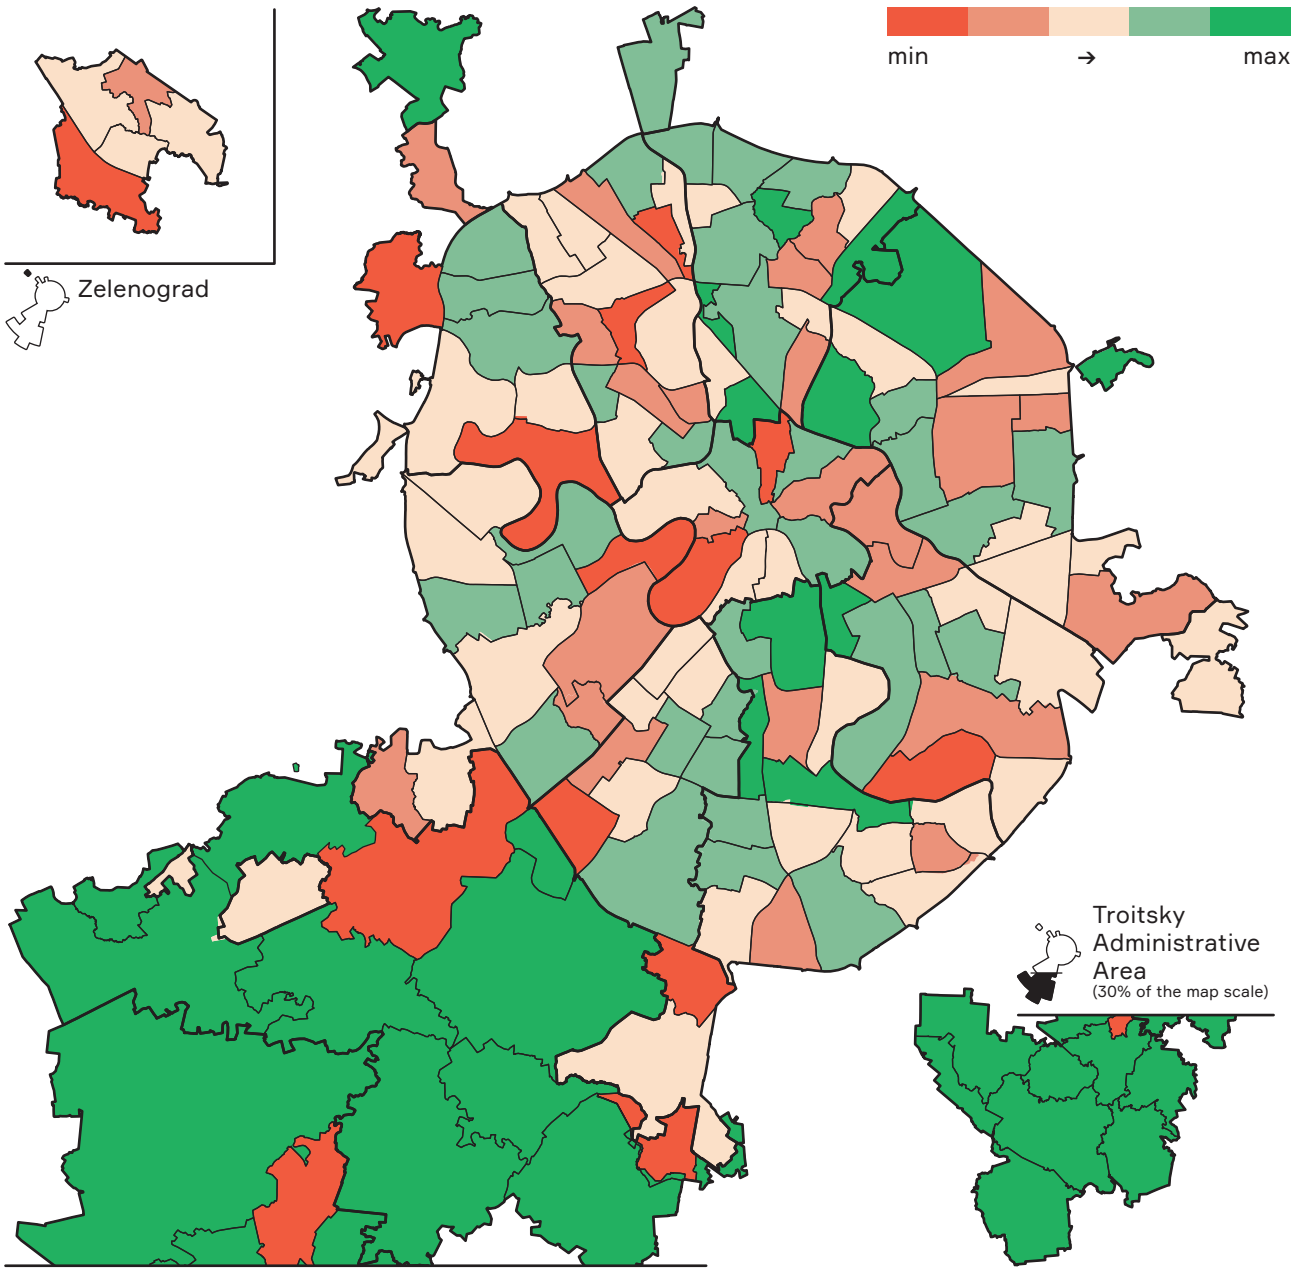 min → max
Zelenograd
Troitsky
Administrative
Area
(30% of the map scale)